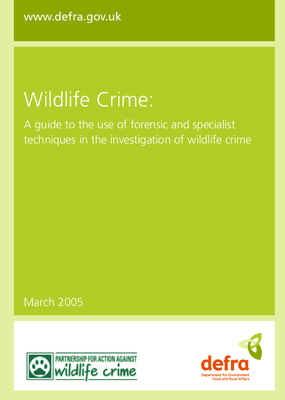 www.defra.gov.uk
Wildlife Crime:
A guide to the use of forensic and specialist
techniques in the investigation of wildlife crime
March 2005
PARTNERSHIP FOR ACTION AGAINST
wildlife crime
defra
Department for Environment
Food and Rural Affairs